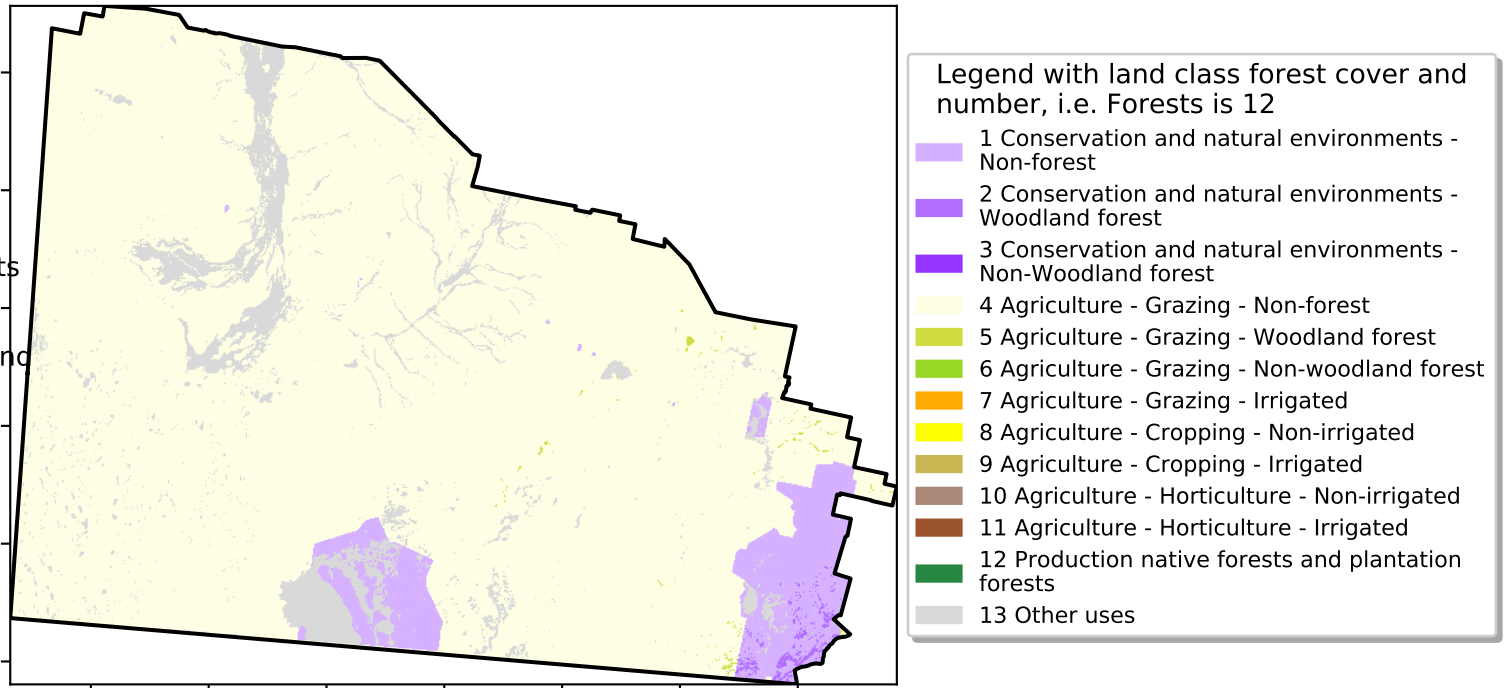 ts
nd
Legend with land class forest cover and
number, i.e. Forests is 12
1 Conservation and natural environments -
Non-forest
2 Conservation and natural environments -
Woodland forest
3 Conservation and natural environments -
Non-Woodland forest
4 Agriculture - Grazing - Non-forest
5 Agriculture - Grazing - Woodland forest
6 Agriculture - Grazing - Non-woodland forest
7 Agriculture - Grazing - Irrigated
8 Agriculture - Cropping - Non-irrigated
9 Agriculture - Cropping - Irrigated
10 Agriculture - Horticulture - Non-irrigated
11 Agriculture - Horticulture - Irrigated
12 Production native forests and plantation
forests
13 Other uses